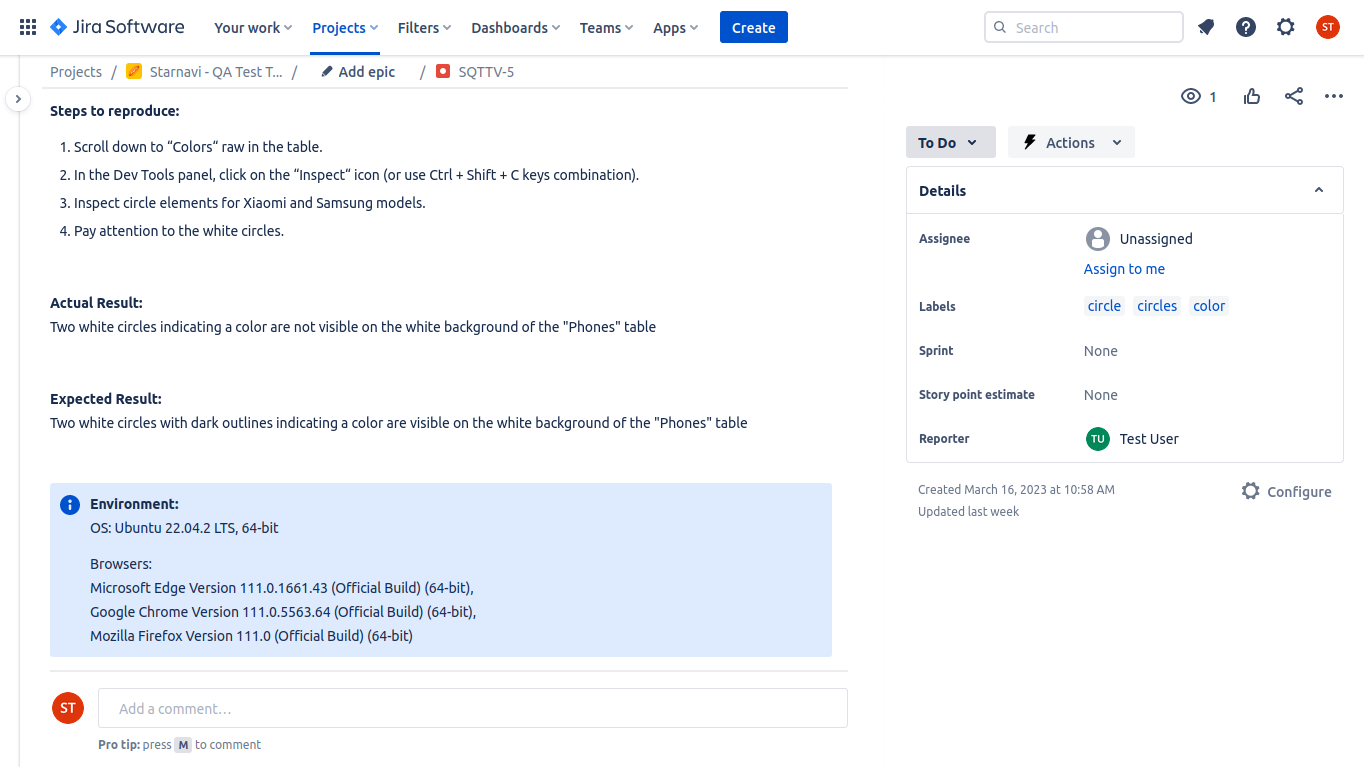 Jira Software
Your work
Projects
Filters
Dashboards
Teams
Apps
Create
Search
ST
Projects / Starnavi - QA Test T... / Add epic / SQTTV-5
1
Steps to reproduce:
1. Scroll down to “Colors“ raw in the table.
2. In the Dev Tools panel, click on the “Inspect“ icon (or use Ctrl + Shift + C keys combination).
3. Inspect circle elements for Xiaomi and Samsung models.
4. Pay attention to the white circles.
Actual Result:
Two white circles indicating a color are not visible on the white background of the "Phones" table
Expected Result:
Two white circles with dark outlines indicating a color are visible on the white background of the "Phones" table
Environment:
OS: Ubuntu 22.04.2 LTS, 64-bit
Browsers:
Microsoft Edge Version 111.0.1661.43 (Official Build) (64-bit),
Google Chrome Version 111.0.5563.64 (Official Build) (64-bit),
Mozilla Firefox Version 111.0 (Official Build) (64-bit)
ST
Add a comment…
Pro tip: press M to comment
To Do
Actions
Details
Assignee
Unassigned
Assign to me
Labels
circle circles color
Sprint
None
Story point estimate
None
Reporter
TU Test User
Created March 16, 2023 at 10:58 AM
Updated last week
Configure